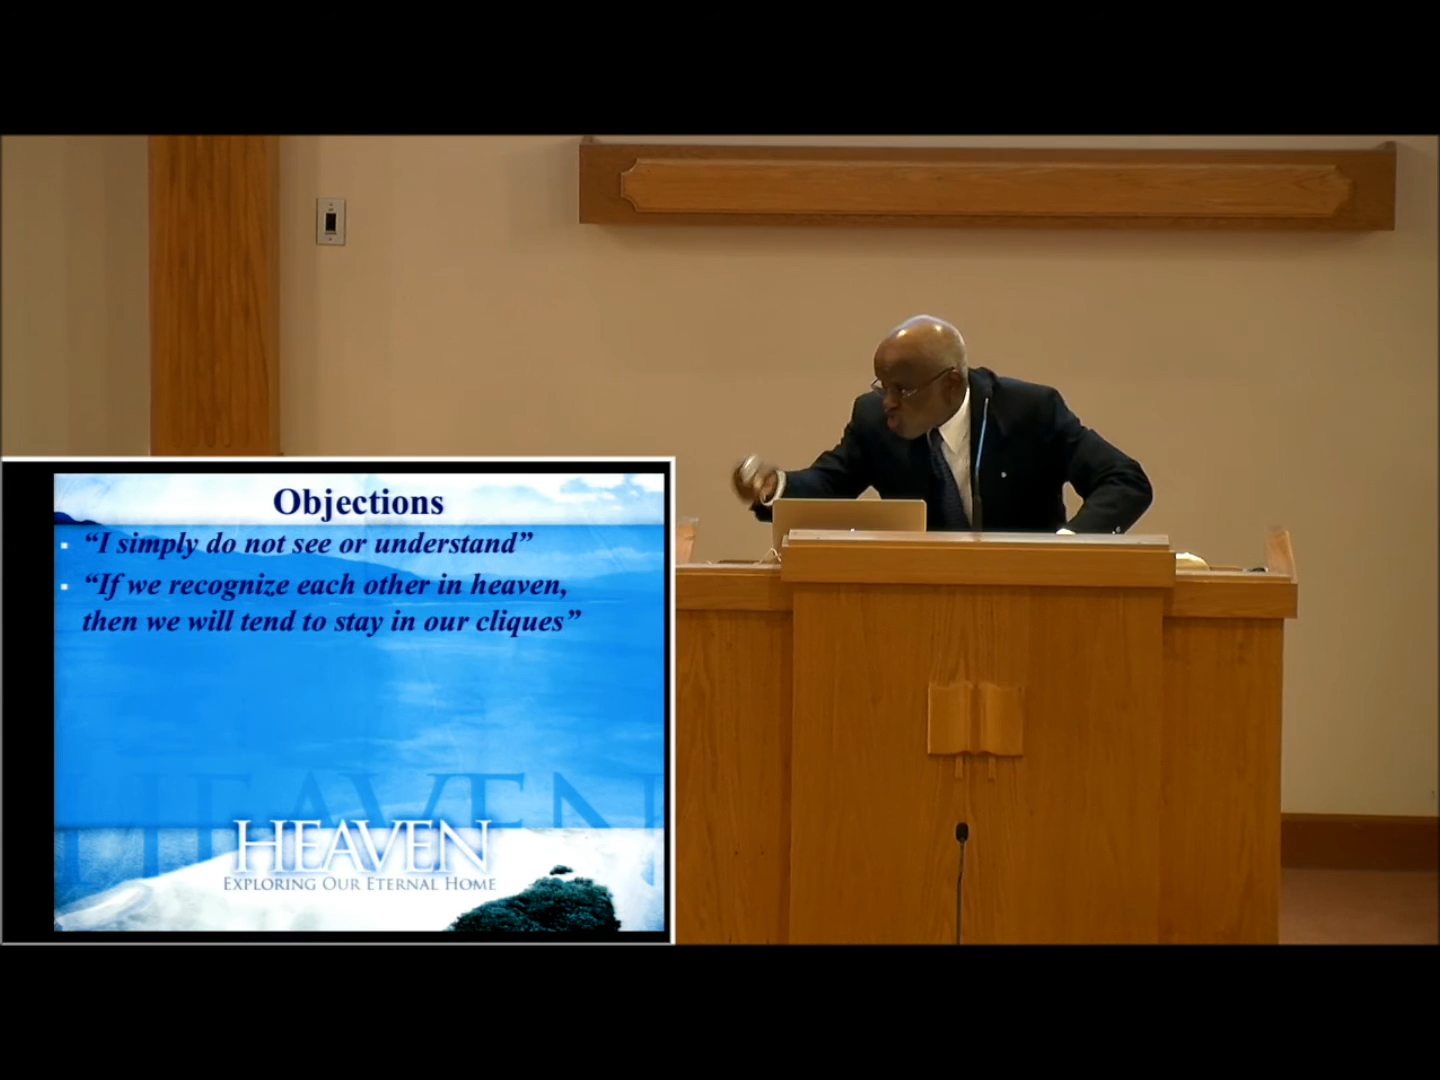 Objections
“I simply do not see or understand”
“If we recognize each other in heaven,
then we will tend to stay in our cliques”
HEAVEN
HEAVEN
EXPLORING OUR ETERNAL HOME